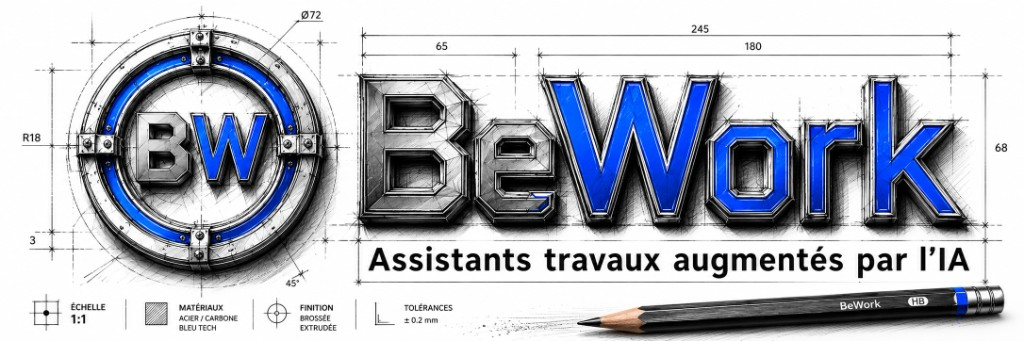 Ø72
245
65
180
BW
BeWork
R18
68
3
45°
Assistants travaux augmentés par l'IA
ÉCHELLE
1:1
MATÉRIAUX
ACIER / CARBONE
BLEU TECH
FINITION
BROSSÉE
EXTRUDÉE
TOLÉRANCES
± 0.2 mm
BeWork HB